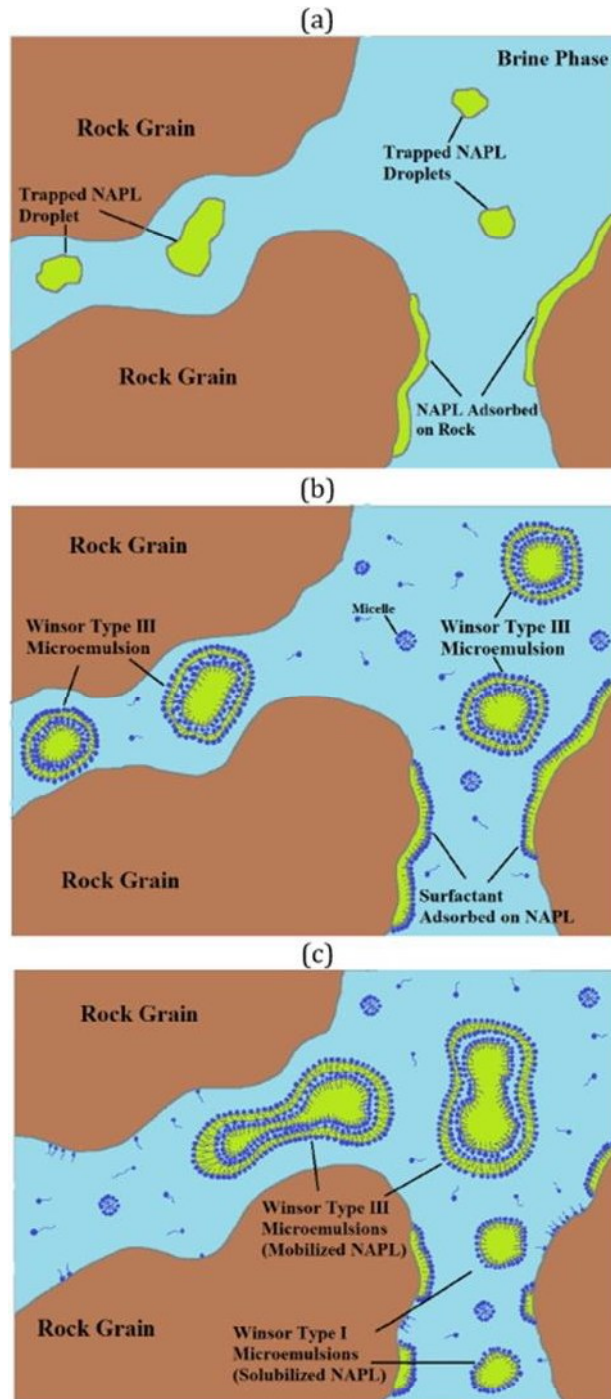 (a)
Brine Phase
Rock Grain
Trapped NAPL
Droplets
Trapped NAPL
Droplet
Rock Grain
NAPL Adsorbed
on Rock
(b)
Rock Grain
Micelle
Winsor Type III
Microemulsion
Winsor Type III
Microemulsion
Rock Grain
Surfactant
Adsorbed on NAPL
(c)
Rock Grain
Winsor Type III
Microemulsions
(Mobilized NAPL)
Rock Grain
Winsor Type I
Microemulsions
(Solubilized NAPL)